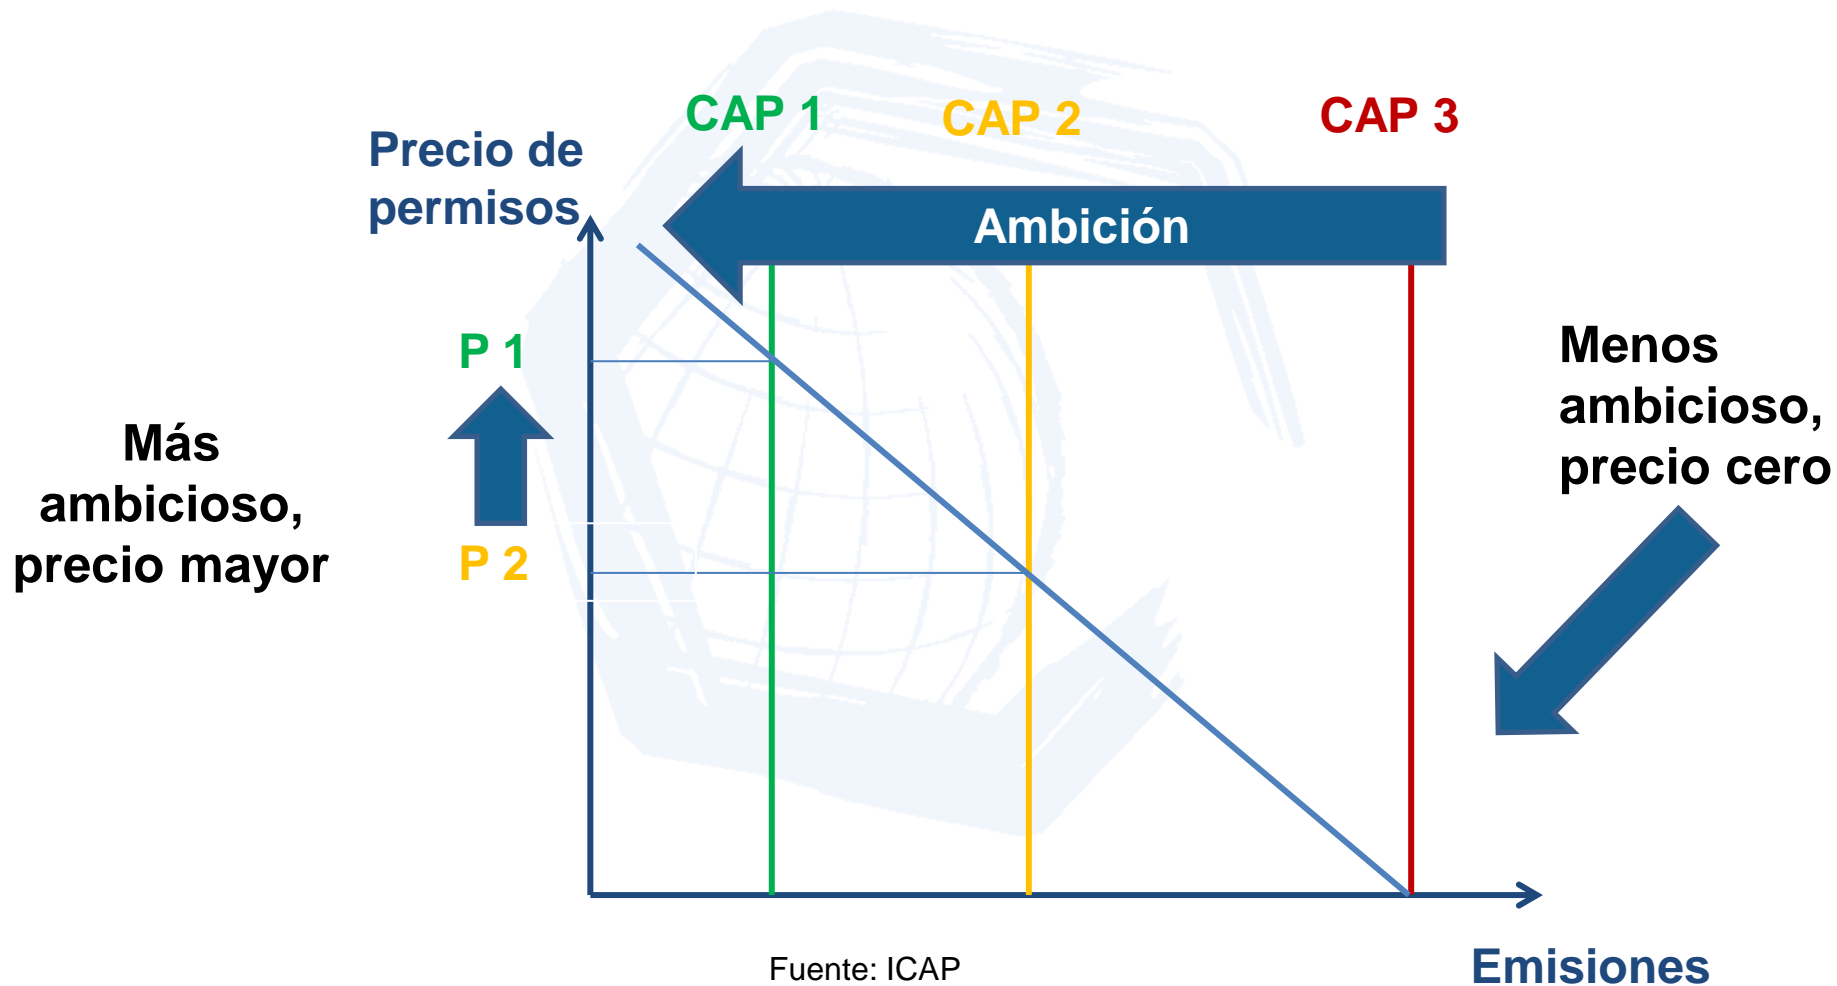 CAP 1
CAP 2
CAP 3
Precio de
permisos
Ambición
P 1
Menos
ambicioso,
precio cero
Más
ambicioso,
precio mayor
P 2
Fuente: ICAP
Emisiones